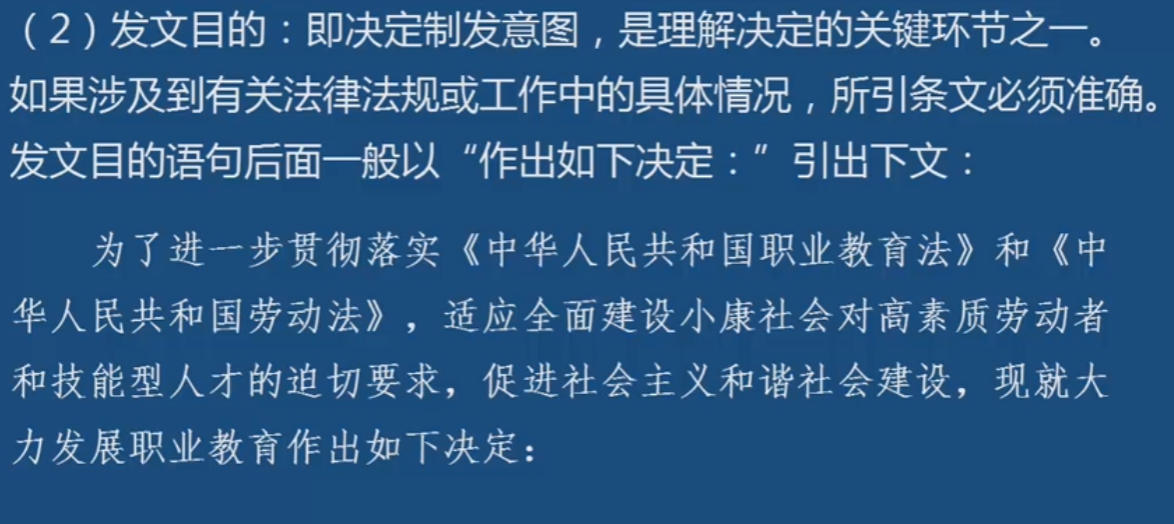 （2）发文目的：即决定制发意图，是理解决定的关键环节之一。
如果涉及到有关法律法规或工作中的具体情况，所引条文必须准确。
发文目的语句后面一般以“作出如下决定：”引出下文：
为了进一步贯彻落实《中华人民共和国职业教育法》和《中
华人民共和国劳动法》，适应全面建设小康社会对高素质劳动者
和技能型人才的迫切要求，促进社会主义和谐社会建设，现就大
力发展职业教育作出如下决定：